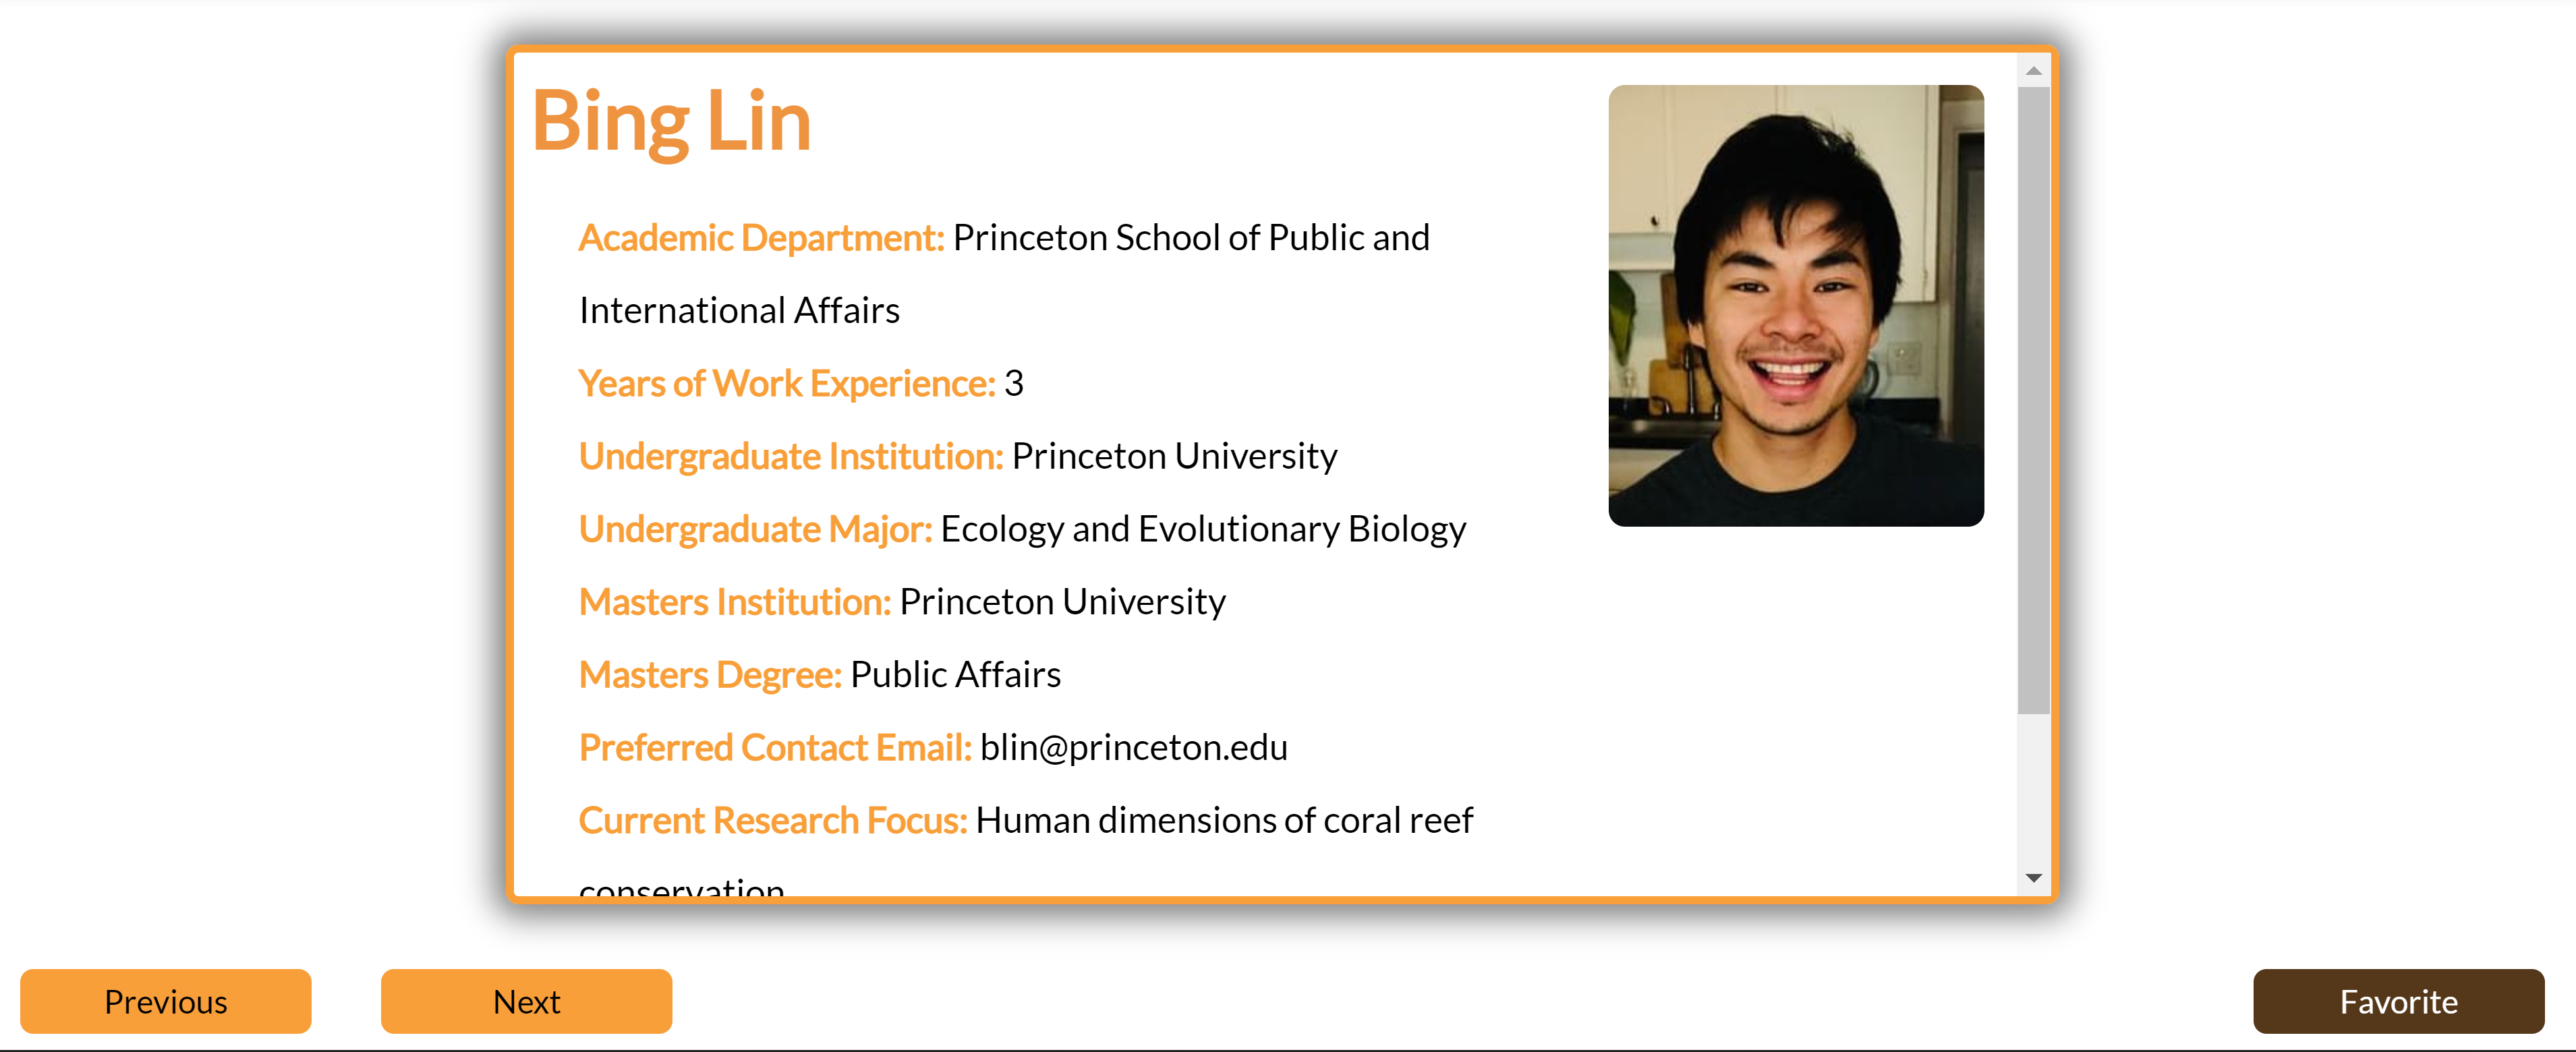 Bing Lin
Academic Department: Princeton School of Public and
International Affairs
Years of Work Experience: 3
Undergraduate Institution: Princeton University
Undergraduate Major: Ecology and Evolutionary Biology
Masters Institution: Princeton University
Masters Degree: Public Affairs
Preferred Contact Email: blin@princeton.edu
Current Research Focus: Human dimensions of coral reef
conservation
Previous
Next
Favorite